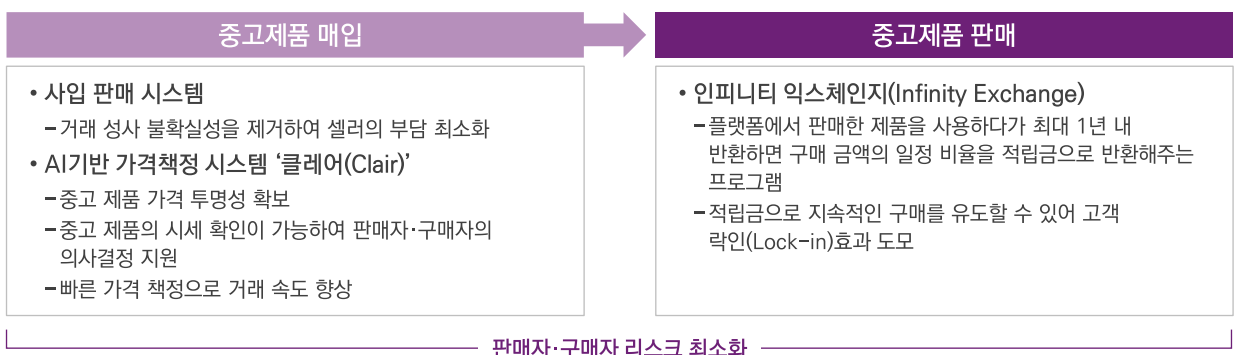 중고제품 매입
• 사입 판매 시스템
– 거래 성사 불확실성을 제거하여 셀러의 부담 최소화
• AI기반 가격책정 시스템 ‘클레어(Clair)’
– 중고 제품 가격 투명성 확보
– 중고 제품의 시세 확인이 가능하여 판매자·구매자의
의사결정 지원
– 빠른 가격 책정으로 거래 속도 향상
중고제품 판매
• 인피니티 익스체인지(Infinity Exchange)
– 플랫폼에서 판매한 제품을 사용하다가 최대 1년 내
반환하면 구매 금액의 일정 비율을 적립금으로 반환해주는
프로그램
– 적립금으로 지속적인 구매를 유도할 수 있어 고객
락인(Lock-in)효과 도모
판매자·구매자 리스크 최소화